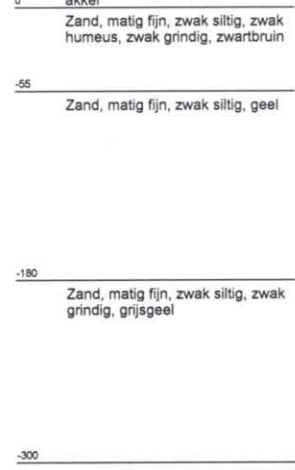 0 akker
Zand, matig fijn, zwak siltig, zwak
humeus, zwak grindig, zwartbruin
-55
Zand, matig fijn, zwak siltig, geel
-180
Zand, matig fijn, zwak siltig, zwak
grindig, grijsgeel
-300